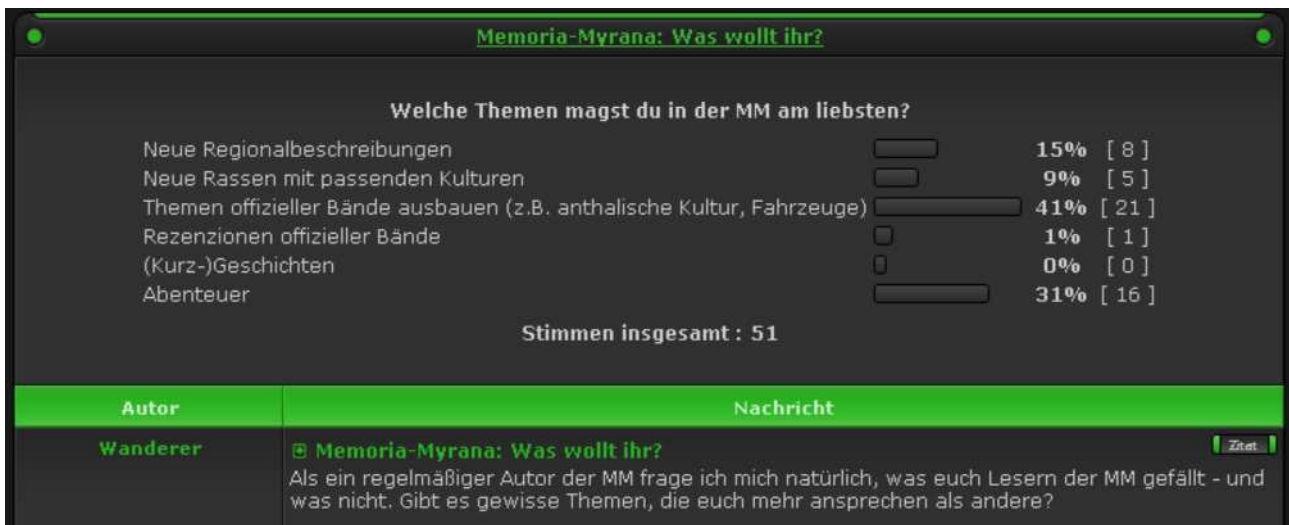 Memoria-Myrana: Was wollt ihr?
Welche Themen magst du in der MM am liebsten?
Neue Regionalbeschreibungen 15% [ 8 ]
Neue Rassen mit passenden Kulturen 9% [ 5 ]
Themen offizieller Bände ausbauen (z.B. anthalische Kultur, Fahrzeuge) 41% [ 21 ]
Rezenzionen offizieller Bände 1% [ 1 ]
(Kurz-)Geschichten 0% [ 0 ]
Abenteuer 31% [ 16 ]
Stimmen insgesamt : 51
Autor Nachricht
Wanderer Memoria-Myrana: Was wollt ihr? Zitat
Als ein regelmäßiger Autor der MM frage ich mich natürlich, was euch Lesern der MM gefällt - und
was nicht. Gibt es gewisse Themen, die euch mehr ansprechen als andere?